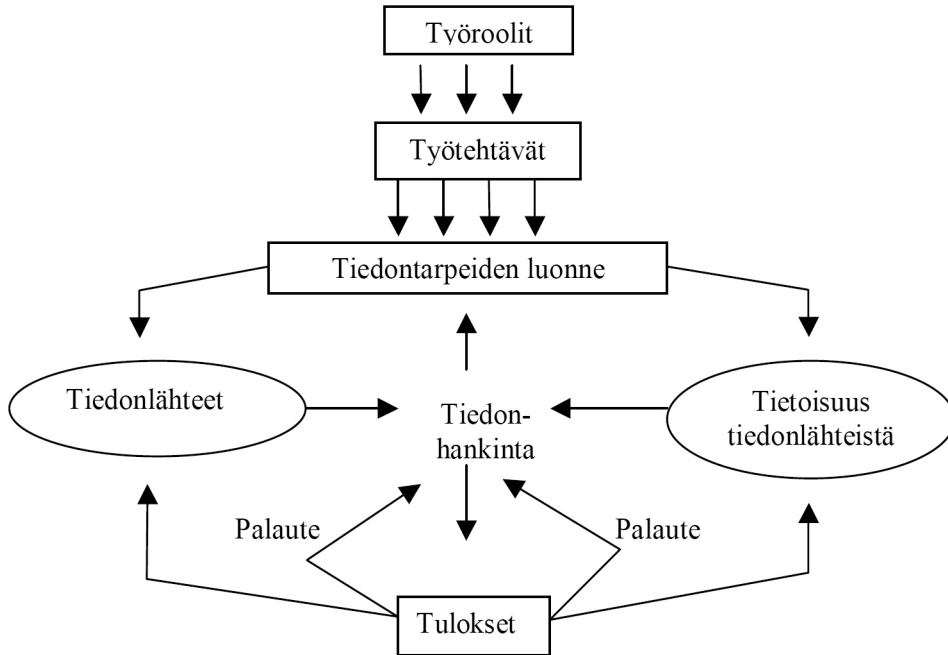 Työroolit
Työtehtävät
Tiedontarpeiden luonne
Tiedonlähteet
Tiedon-
hankinta
Tietoisuus
tiedonlähteistä
Palaute
Palaute
Tulokset